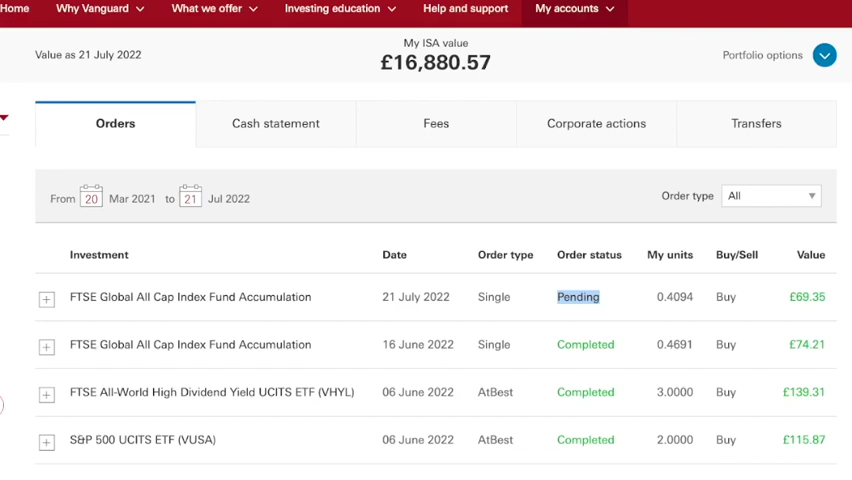 Home Why Vanguard What we offer Investing education Help and support My accounts
Value as 21 July 2022
My ISA value
£16,880.57
Portfolio options
Orders Cash statement Fees Corporate actions Transfers
From 20 Mar 2021 to 21 Jul 2022 Order type All
Investment Date Order type Order status My units Buy/Sell Value
FTSE Global All Cap Index Fund Accumulation 21 July 2022 Single Pending 0.4094 Buy £69.35
FTSE Global All Cap Index Fund Accumulation 16 June 2022 Single Completed 0.4691 Buy £74.21
FTSE All-World High Dividend Yield UCITS ETF (VHYL) 06 June 2022 AtBest Completed 3.0000 Buy £139.31
S&P 500 UCITS ETF (VUSA) 06 June 2022 AtBest Completed 2.0000 Buy £115.87